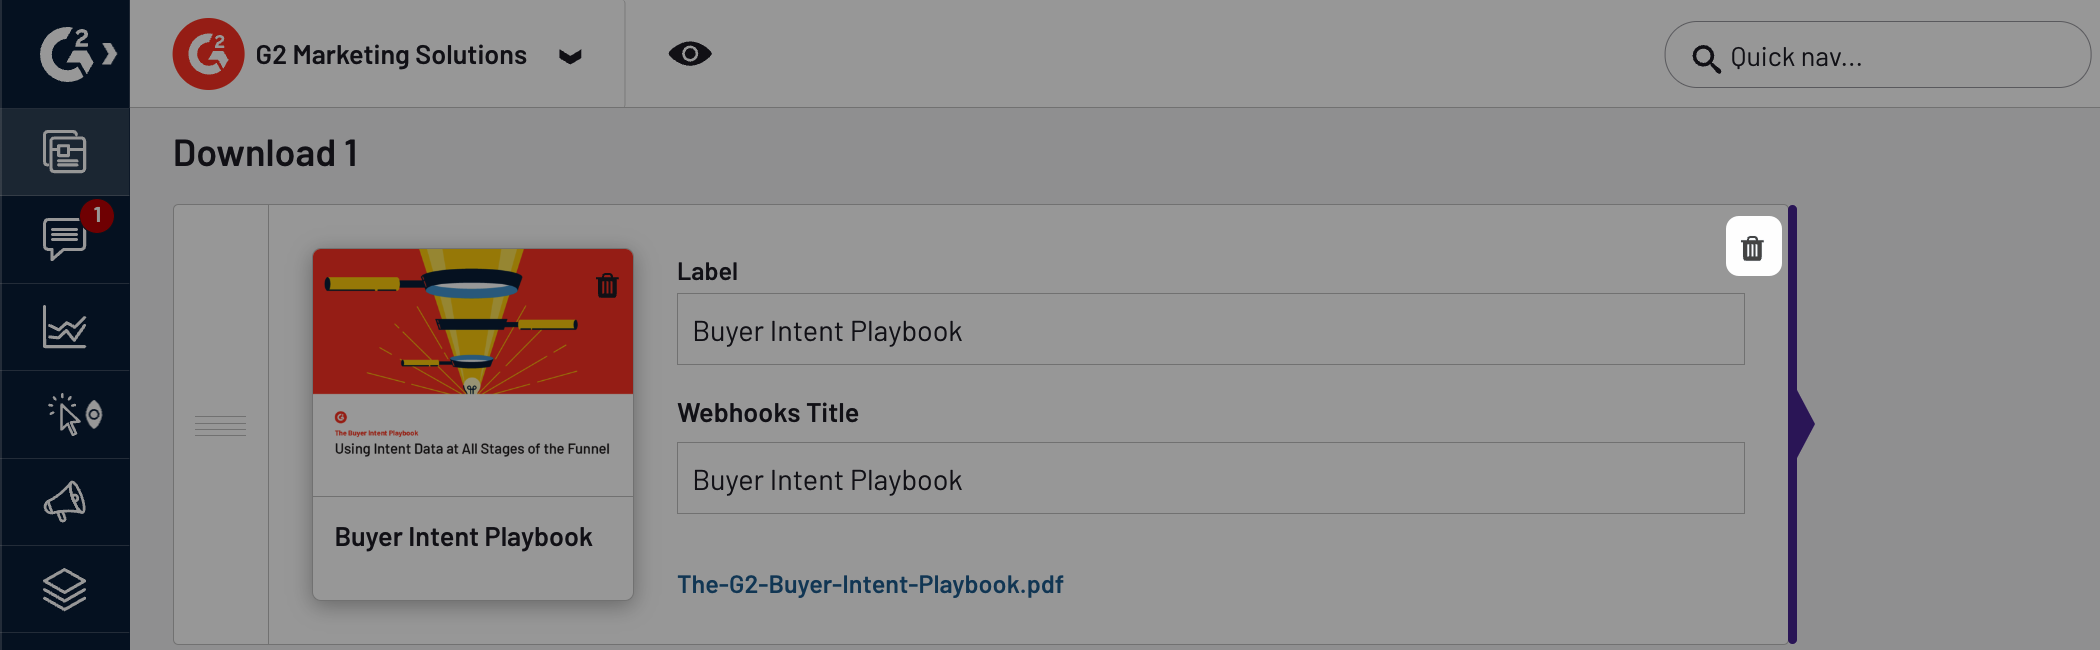 G2 Marketing Solutions
Quick nav...
Download 1
1
Label
Buyer Intent Playbook
Webhooks Title
Buyer Intent Playbook
The-G2-Buyer-Intent-Playbook.pdf
The Buyer Intent Playbook
Using Intent Data at All Stages of the Funnel
Buyer Intent Playbook